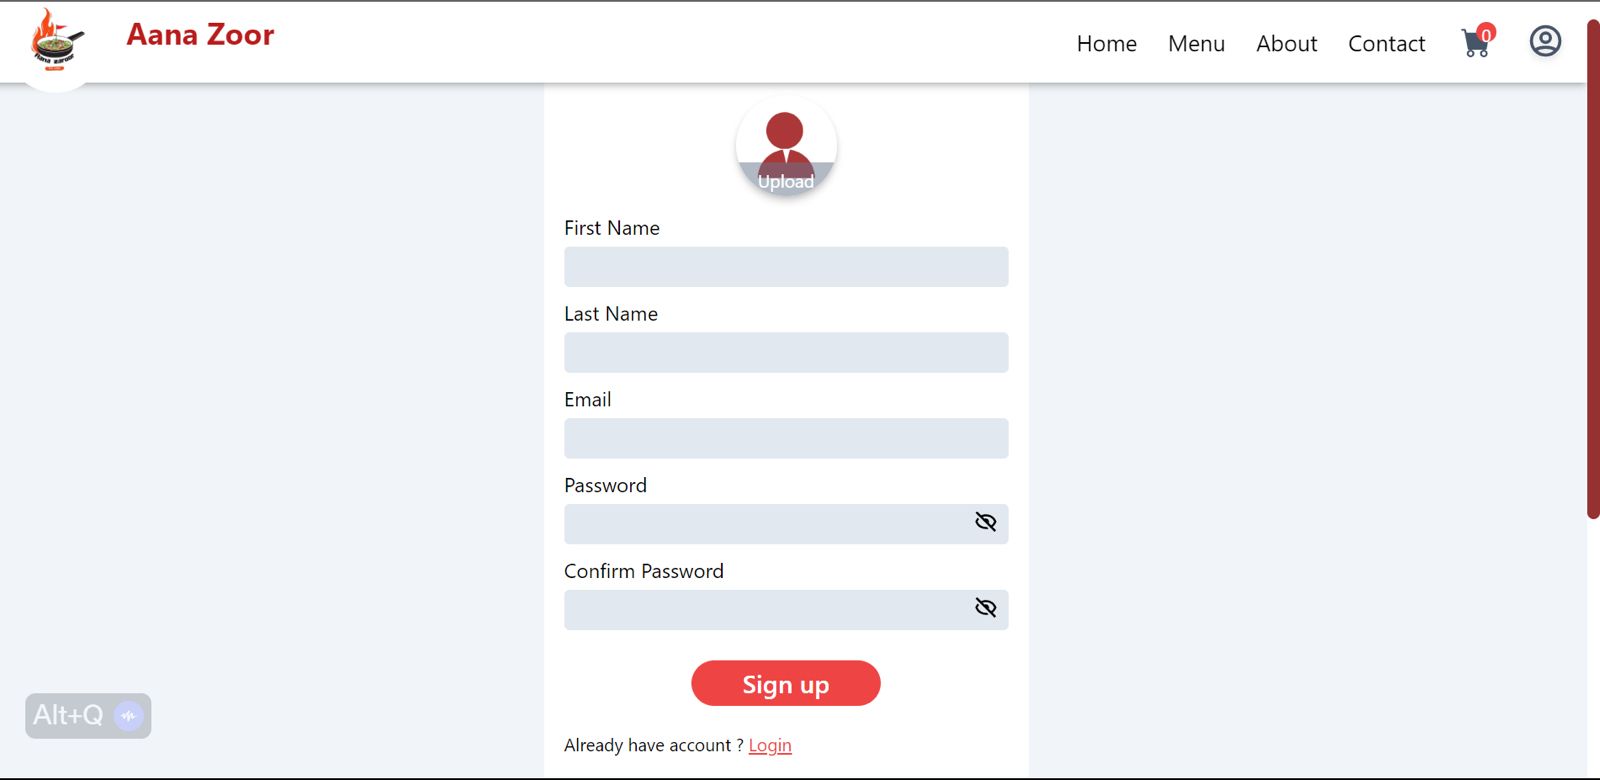 Aana Zoor
Home Menu About Contact 0
Upload
First Name
Last Name
Email
Password
Confirm Password
Sign up
Alt+Q
Already have account ? Login